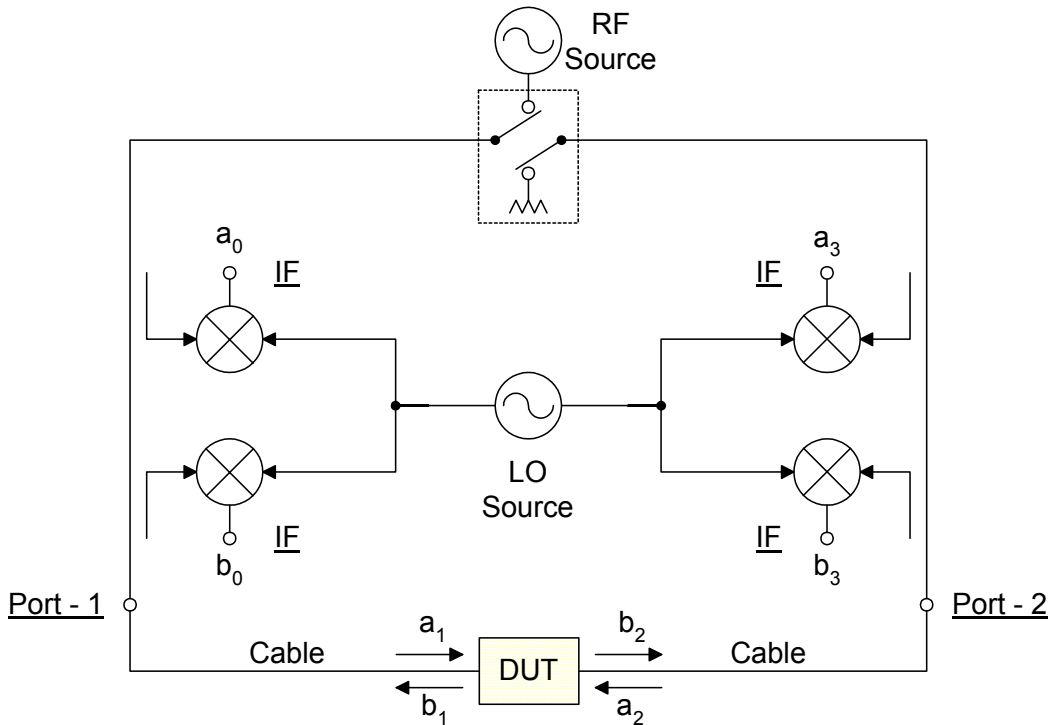 RF
Source
a0
IF
a3
IF
LO
Source
IF
b0
IF
b3
Port - 1
Port - 2
Cable
a1
b2
Cable
DUT
b1
a2